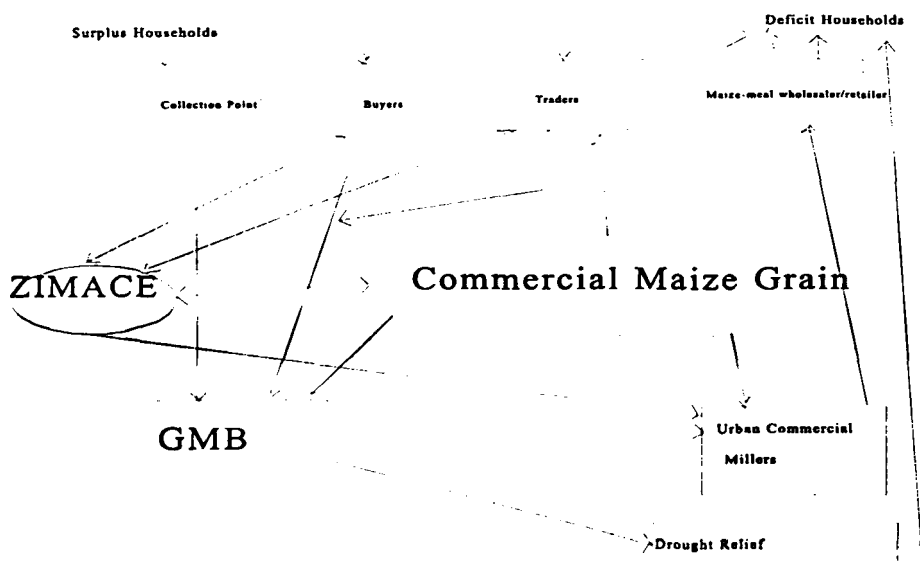 Deficit Households
Surplus Households
Collection Point
Buyers
Traders
Maize-meal wholesaler/retailer
ZIMACE
Commercial Maize Grain
GMB
Urban Commercial
Millers
Drought Relief